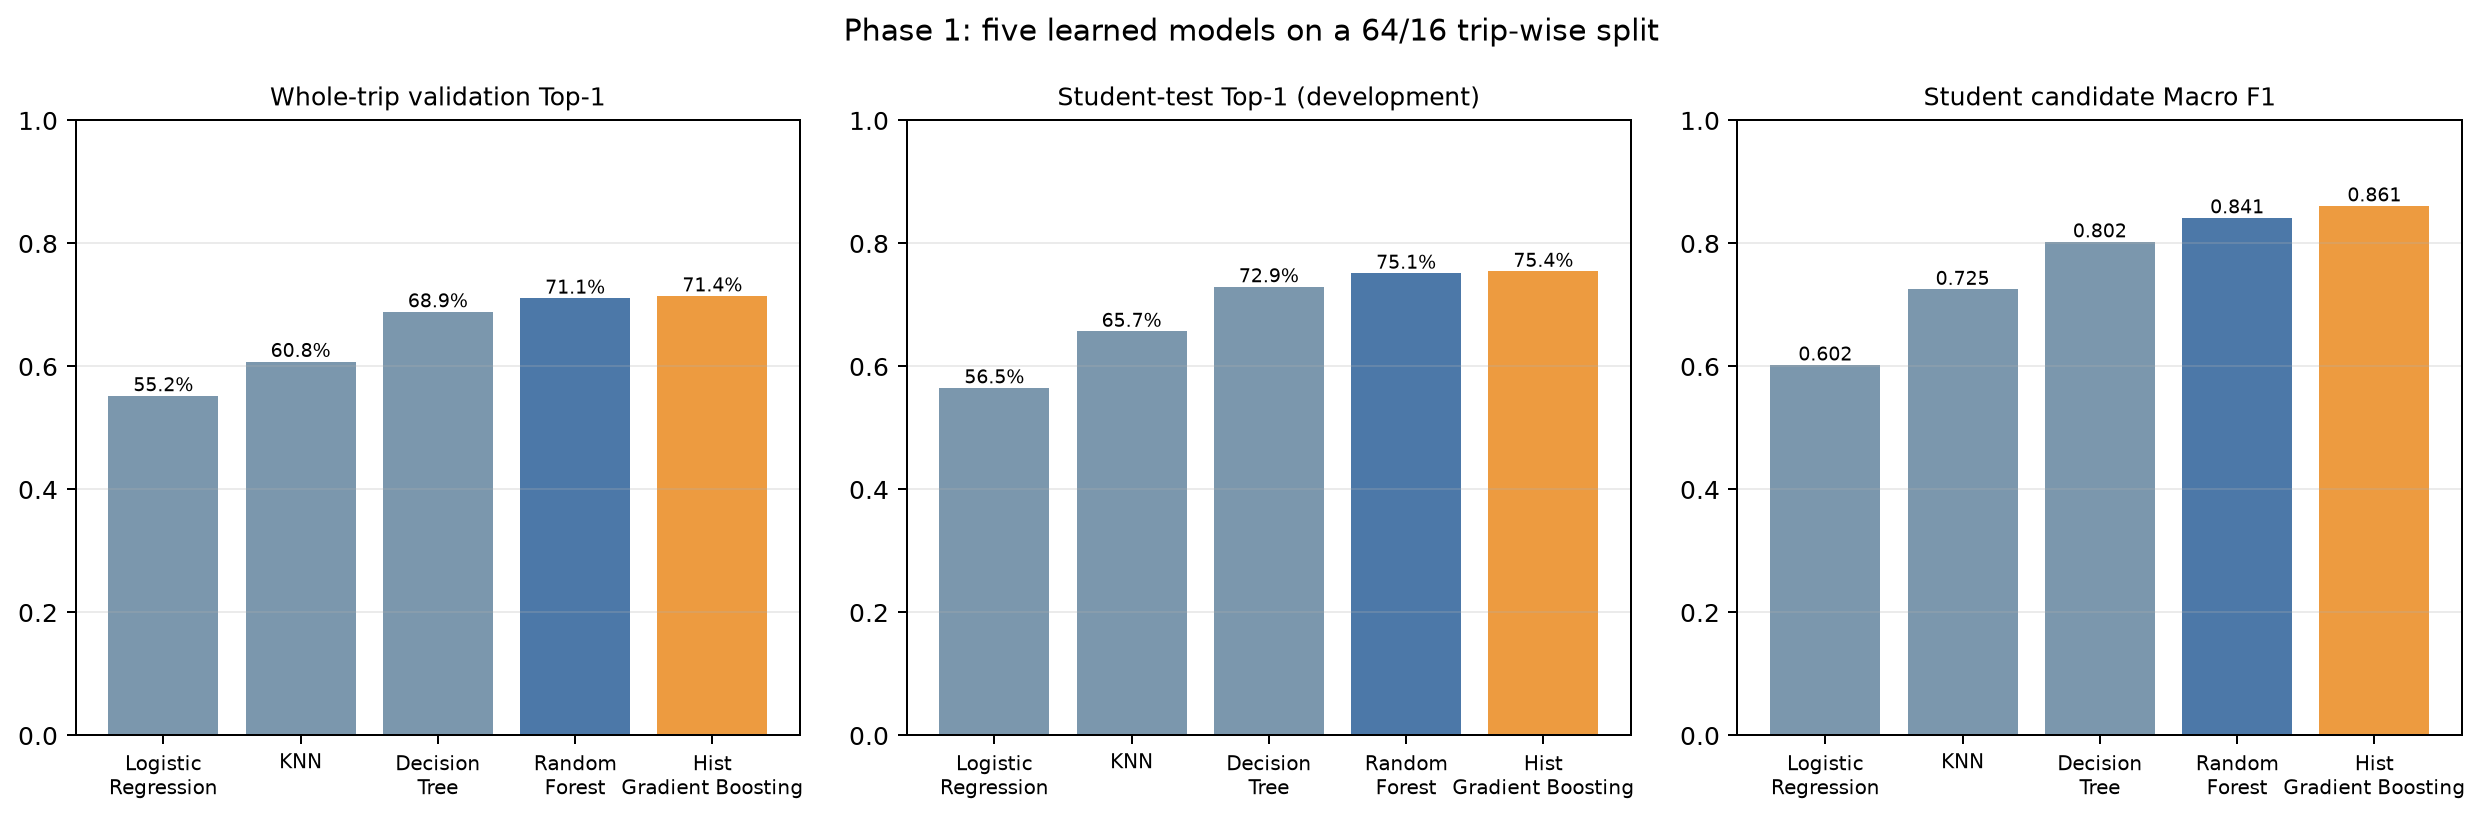 Phase 1: five learned models on a 64/16 trip-wise split
Whole-trip validation Top-1
1.0
0.8
0.6
0.4
0.2
0.0
55.2%
60.8%
68.9%
71.1%
71.4%
Logistic
Regression
KNN
Decision
Tree
Random
Forest
Hist
Gradient Boosting
Student-test Top-1 (development)
1.0
0.8
0.6
0.4
0.2
0.0
56.5%
65.7%
72.9%
75.1%
75.4%
Logistic
Regression
KNN
Decision
Tree
Random
Forest
Hist
Gradient Boosting
Student candidate Macro F1
1.0
0.8
0.6
0.4
0.2
0.0
0.602
0.725
0.802
0.841
0.861
Logistic
Regression
KNN
Decision
Tree
Random
Forest
Hist
Gradient Boosting